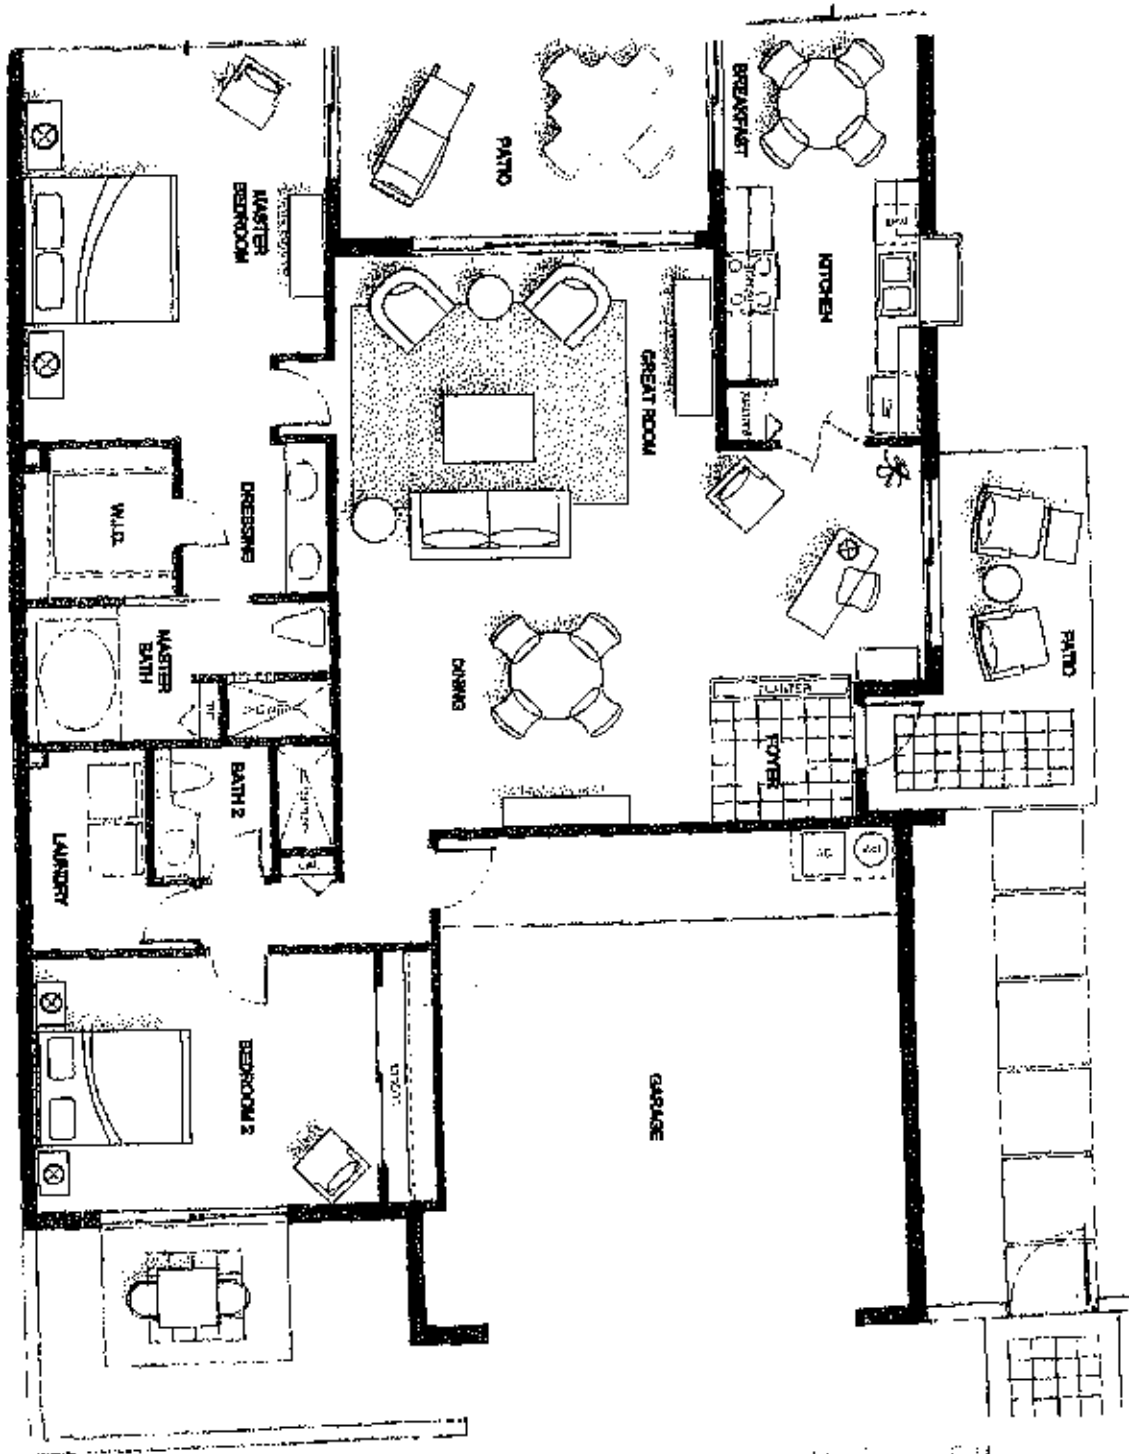 BREAKFAST
PATIO
MASTER
BEDROOM
KITCHEN
GREAT ROOM
PANTRY
W.I.C.
DRESSING
MASTER
BATH
DINING
PLANTER
FOYER
PATIO
BATH 2
LAUNDRY
BEDROOM 2
GARAGE